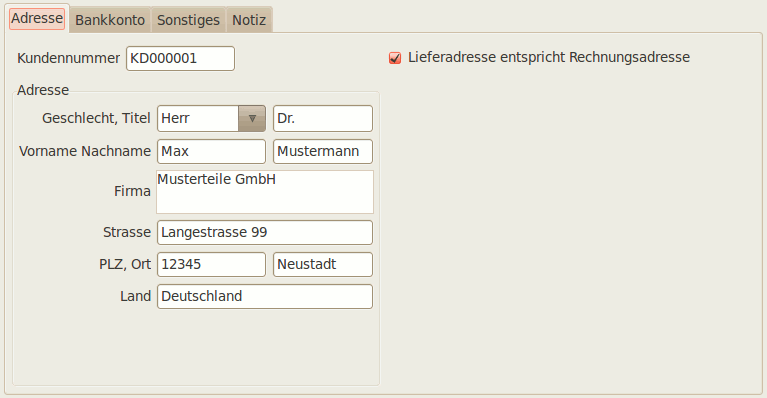 Adresse Bankkonto Sonstiges Notiz
Kundennummer KD000001 Lieferadresse entspricht Rechnungsadresse
Adresse
Geschlecht, Titel Herr Dr.
Vorname Nachname Max Mustermann
Firma Musterteile GmbH
Strasse Langestrasse 99
PLZ, Ort 12345 Neustadt
Land Deutschland